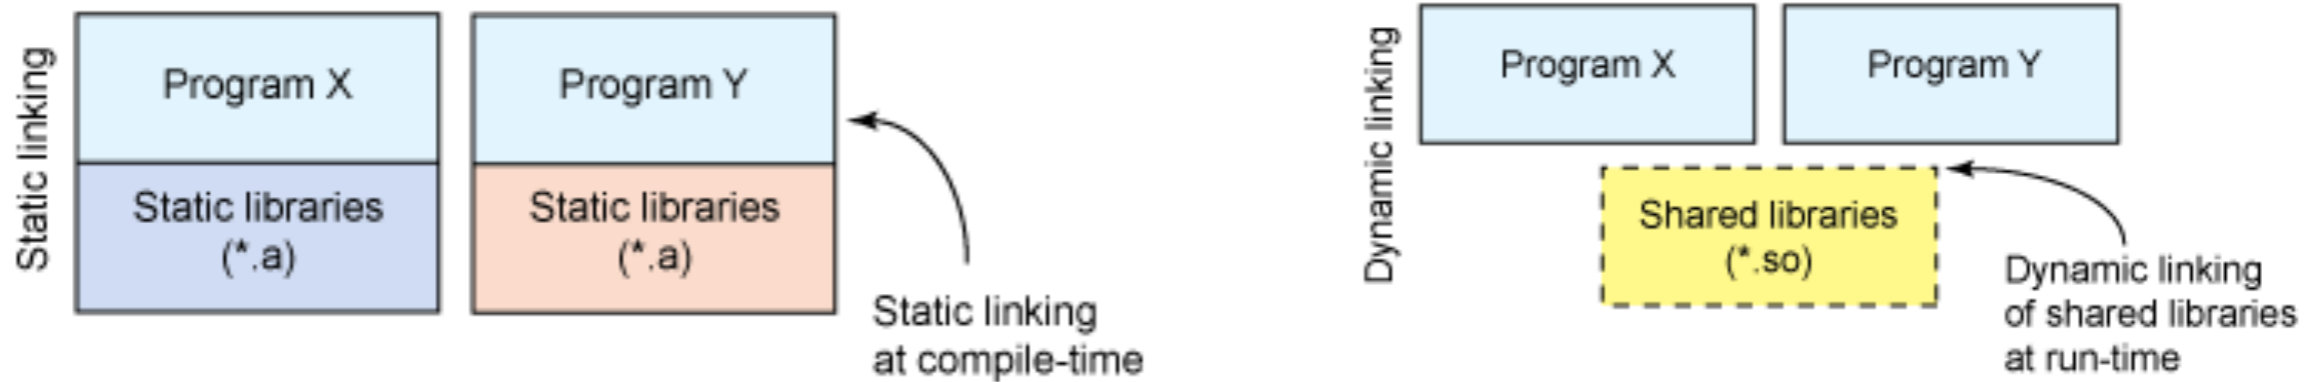 Static linking
Program X
Static libraries
(*.a)
Program Y
Static libraries
(*.a)
Static linking
at compile-time
Dynamic linking
Program X
Program Y
Shared libraries
(*.so)
Dynamic linking
of shared libraries
at run-time